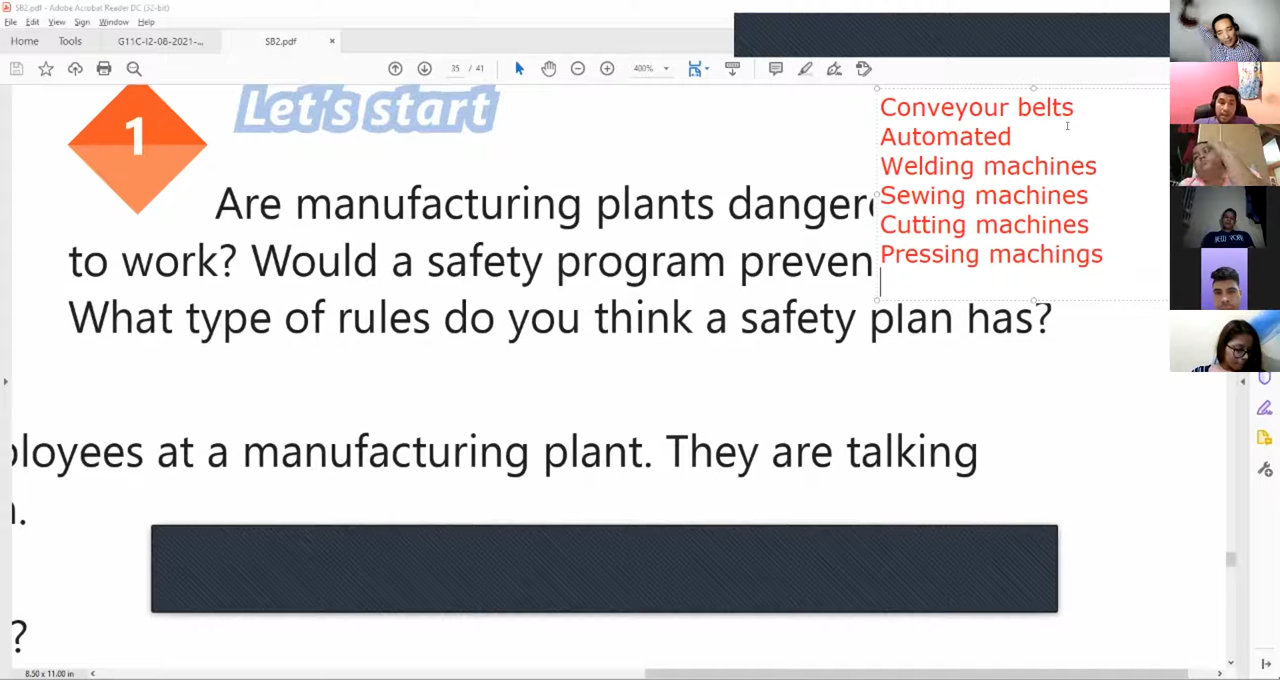 SB2.pdf - Adobe Acrobat Reader DC (32-bit)
File Edit View Sign Window Help
Home Tools G11C-I2-08-2021-... SB2.pdf ×
35 / 41 400%
Let's start
1
Conveyour belts
Automated
Welding machines
Sewing machines
Cutting machines
Pressing machings
Are manufacturing plants danger
to work? Would a safety program preven
What type of rules do you think a safety plan has?
ployees at a manufacturing plant. They are talking
n.
?
8.50 x 11.00 in